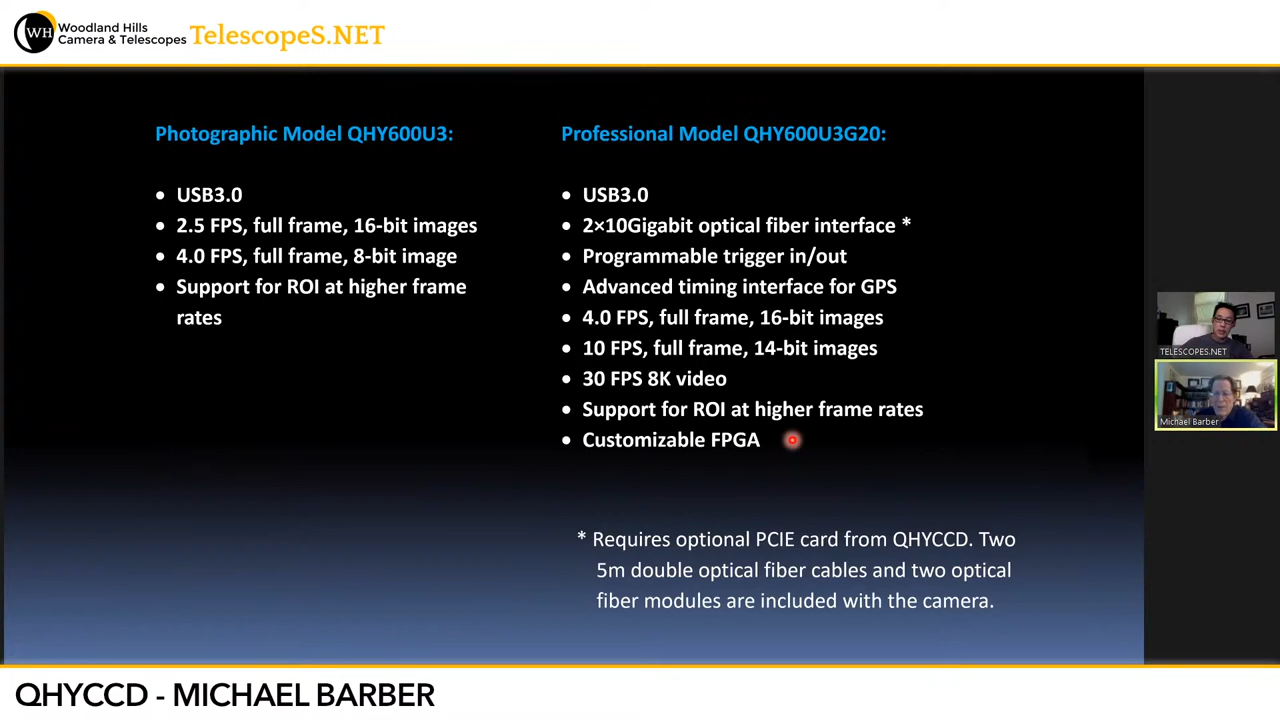 WH
Woodland Hills
Camera & Telescopes
TelescopeS.NET
Photographic Model QHY600U3:
• USB3.0
• 2.5 FPS, full frame, 16-bit images
• 4.0 FPS, full frame, 8-bit image
• Support for ROI at higher frame
rates
Professional Model QHY600U3G20:
• USB3.0
• 2×10Gigabit optical fiber interface *
• Programmable trigger in/out
• Advanced timing interface for GPS
• 4.0 FPS, full frame, 16-bit images
• 10 FPS, full frame, 14-bit images
• 30 FPS 8K video
• Support for ROI at higher frame rates
• Customizable FPGA
* Requires optional PCIE card from QHYCCD. Two
5m double optical fiber cables and two optical
fiber modules are included with the camera.
TELESCOPES.NET
Michael Barber
QHYCCD - MICHAEL BARBER